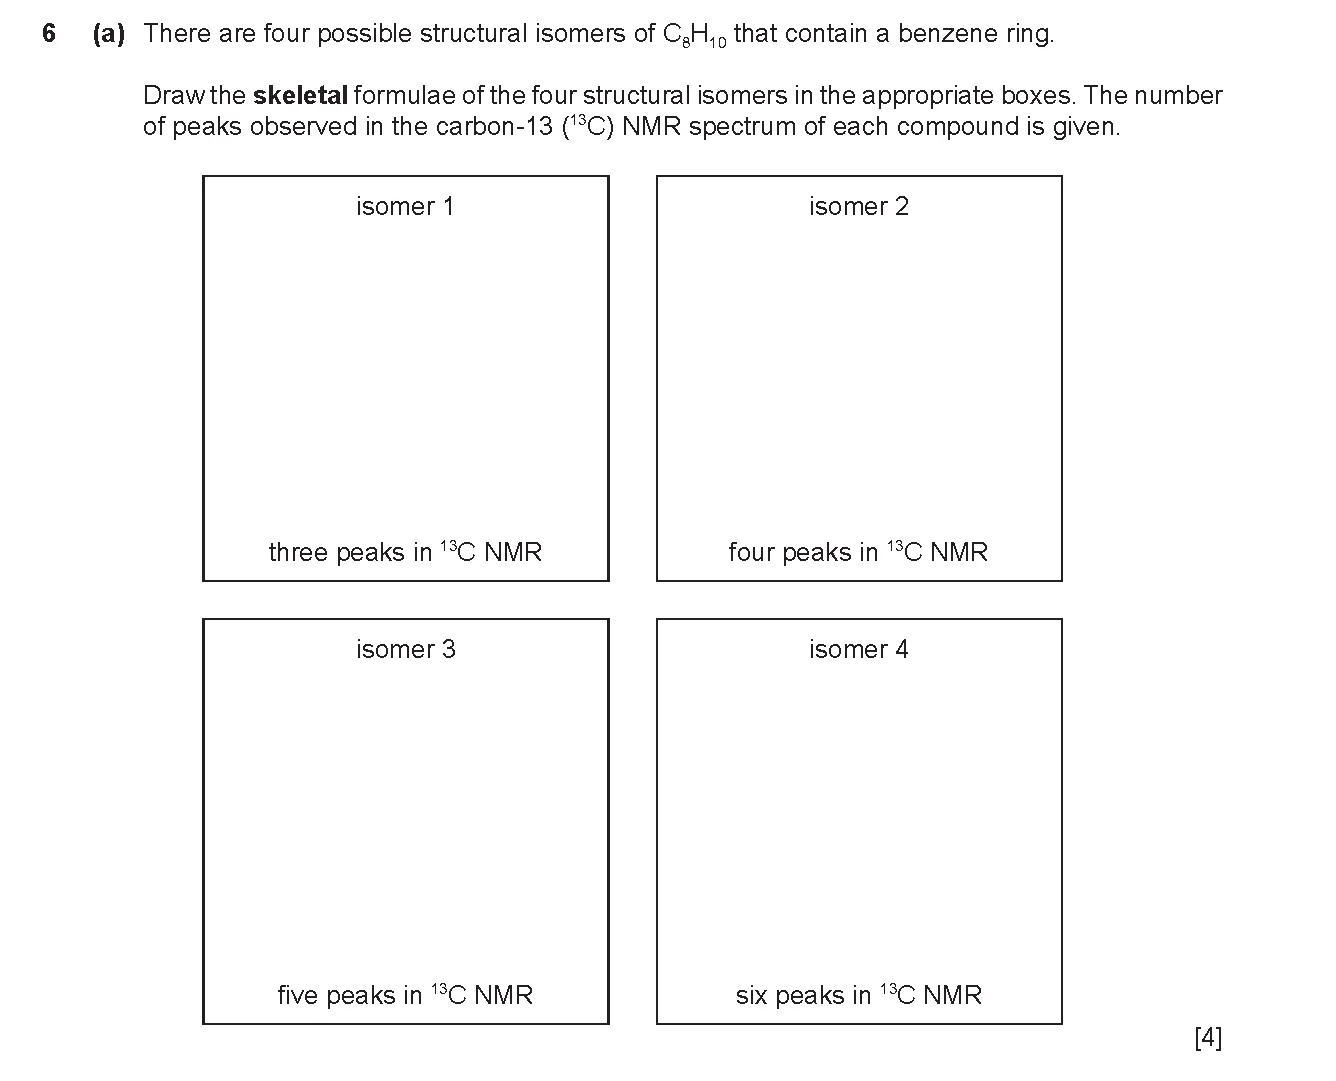 6 (a) There are four possible structural isomers of C₈H₁₀ that contain a benzene ring.
Draw the skeletal formulae of the four structural isomers in the appropriate boxes. The number
of peaks observed in the carbon-13 (¹³C) NMR spectrum of each compound is given.
isomer 1
three peaks in ¹³C NMR
isomer 2
four peaks in ¹³C NMR
isomer 3
five peaks in ¹³C NMR
isomer 4
six peaks in ¹³C NMR
[4]